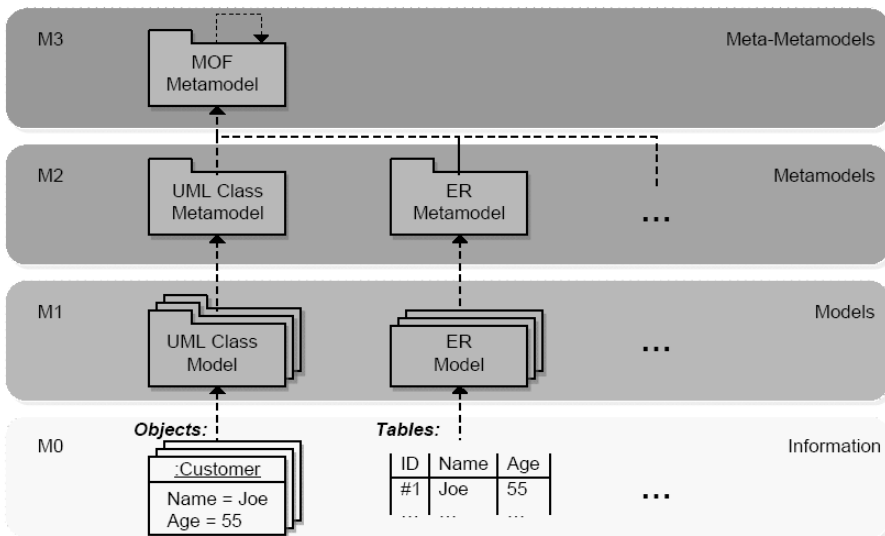 M3
MOF
Metamodel
Meta-Metamodels
M2
UML Class
Metamodel
ER
Metamodel
...
Metamodels
M1
UML Class
Model
ER
Model
...
Models
M0
Objects:
:Customer
Name = Joe
Age = 55
Tables:
ID Name Age
#1 Joe 55
... ... ...
...
Information